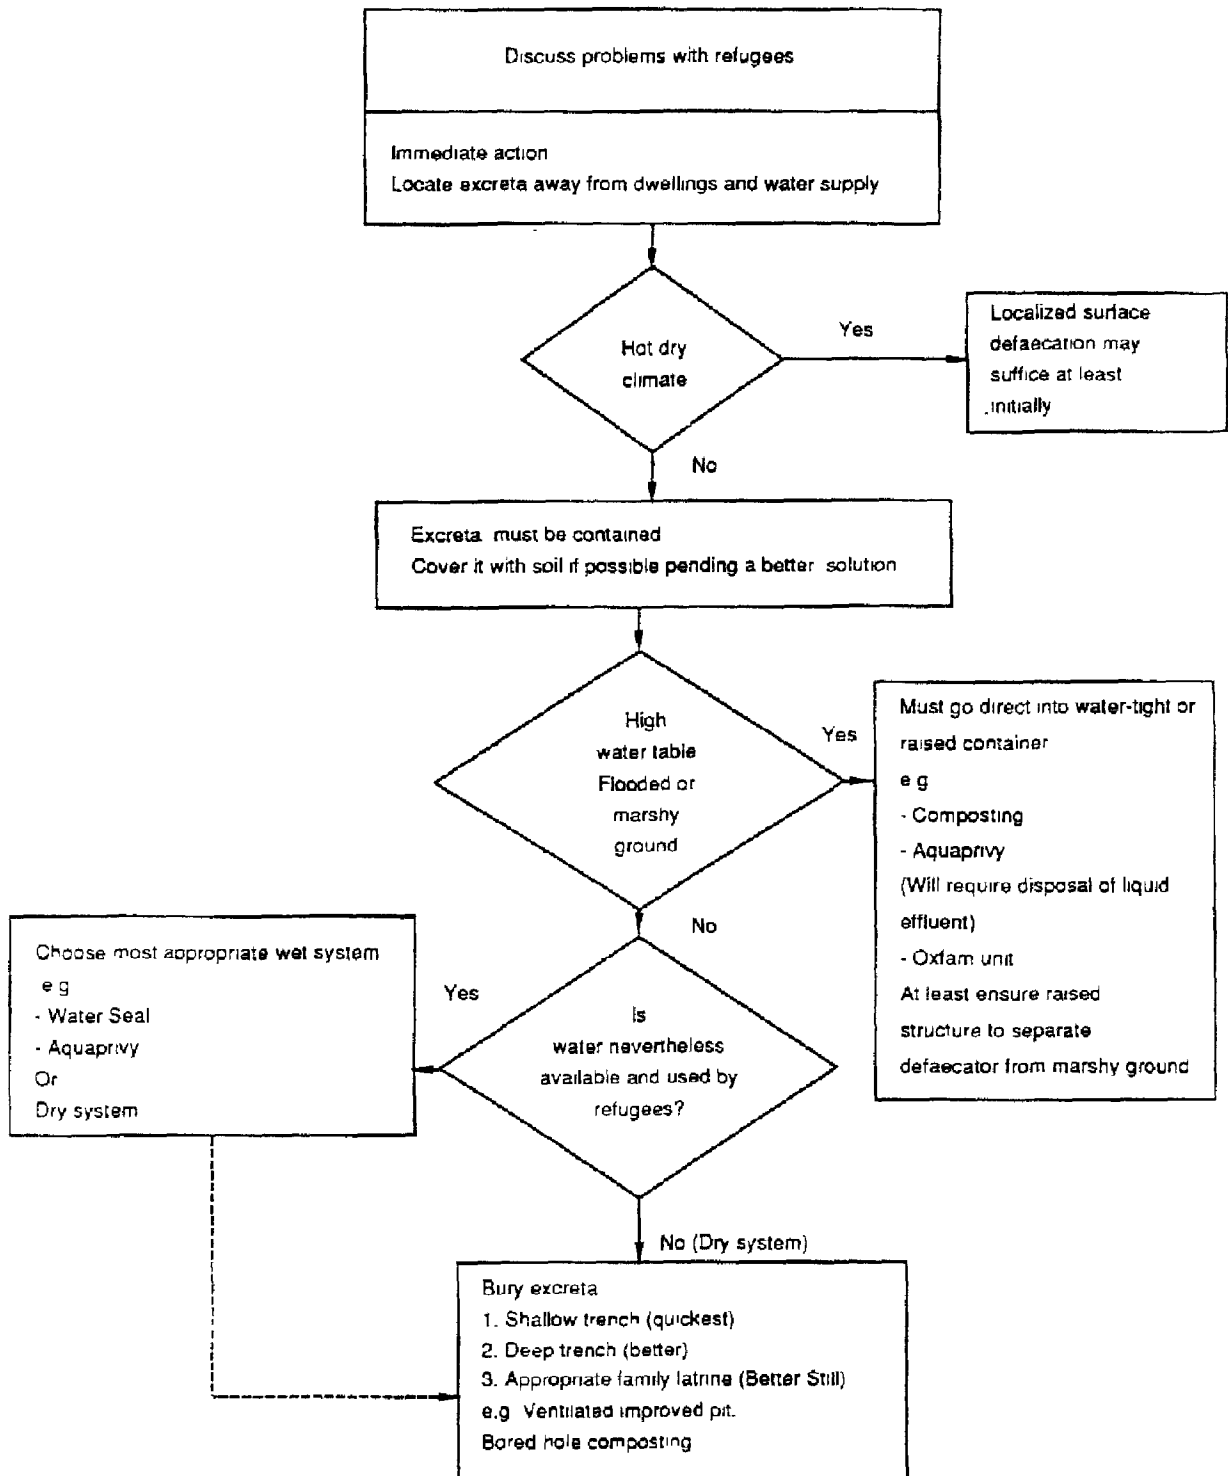 Discuss problems with refugees
Immediate action
Locate excreta away from dwellings and water supply
Hot dry
climate
Yes
Localized surface
defaecation may
suffice at least
initially
No
Excreta must be contained
Cover it with soil if possible pending a better solution
High
water table
Flooded or
marshy
ground
Yes
Must go direct into water-tight or
raised container
e g
- Composting
- Aquaprivy
(Will require disposal of liquid
effluent)
- Oxfam unit
At least ensure raised
structure to separate
defaecator from marshy ground
No
Is
water nevertheless
available and used by
refugees?
Yes
Choose most appropriate wet system
e g
- Water Seal
- Aquaprivy
Or
Dry system
No (Dry system)
Bury excreta
1. Shallow trench (quickest)
2. Deep trench (better)
3. Appropriate family latrine (Better Still)
e.g Ventilated improved pit.
Bored hole composting